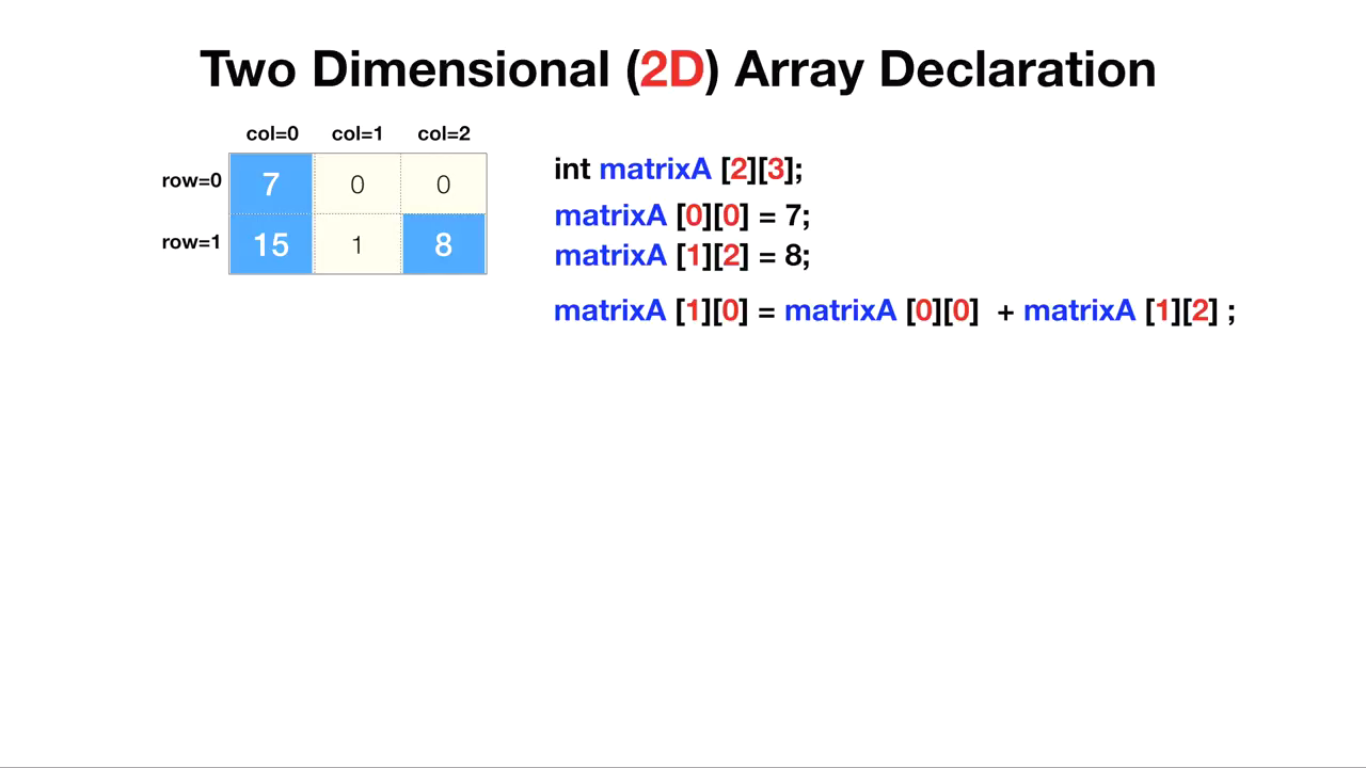 Two Dimensional (2D) Array Declaration
col=0 col=1 col=2
row=0 7 0 0
row=1 15 1 8
int matrixA [2][3];
matrixA [0][0] = 7;
matrixA [1][2] = 8;
matrixA [1][0] = matrixA [0][0] + matrixA [1][2] ;